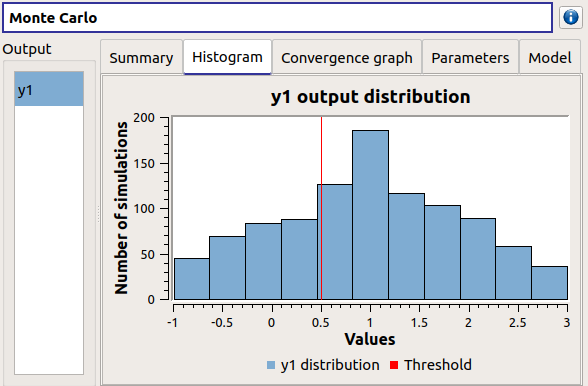 Monte Carlo
Output
Summary Histogram Convergence graph Parameters Model
y1
y1 output distribution
Number of simulations
200
150
100
50
0
-1 -0.5 0 0.5 1 1.5 2 2.5 3
Values
y1 distribution Threshold